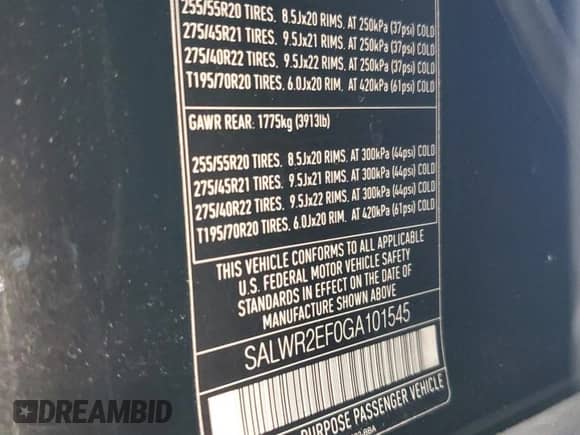 255/55R20 TIRES, 8.5Jx20 RIMS, AT 250kPa (37psi) COLD
275/45R21 TIRES, 9.5Jx21 RIMS, AT 250kPa (37psi) COLD
275/40R22 TIRES, 9.5Jx22 RIMS, AT 250kPa (37psi) COLD
T195/70R20 TIRES, 6.0Jx20 RIM, AT 420kPa (61psi) COLD
GAWR REAR: 1775kg (3913lb)
255/55R20 TIRES, 8.5Jx20 RIMS, AT 300kPa (44psi) COLD
275/45R21 TIRES, 9.5Jx21 RIMS, AT 300kPa (44psi) COLD
275/40R22 TIRES, 9.5Jx22 RIMS, AT 300kPa (44psi) COLD
T195/70R20 TIRES, 6.0Jx20 RIM, AT 420kPa (61psi) COLD
THIS VEHICLE CONFORMS TO ALL APPLICABLE
U.S. FEDERAL MOTOR VEHICLE SAFETY
STANDARDS IN EFFECT ON THE DATE OF
MANUFACTURE SHOWN ABOVE
SALWR2EF0GA101545
PURPOSE PASSENGER VEHICLE
DREAMBID